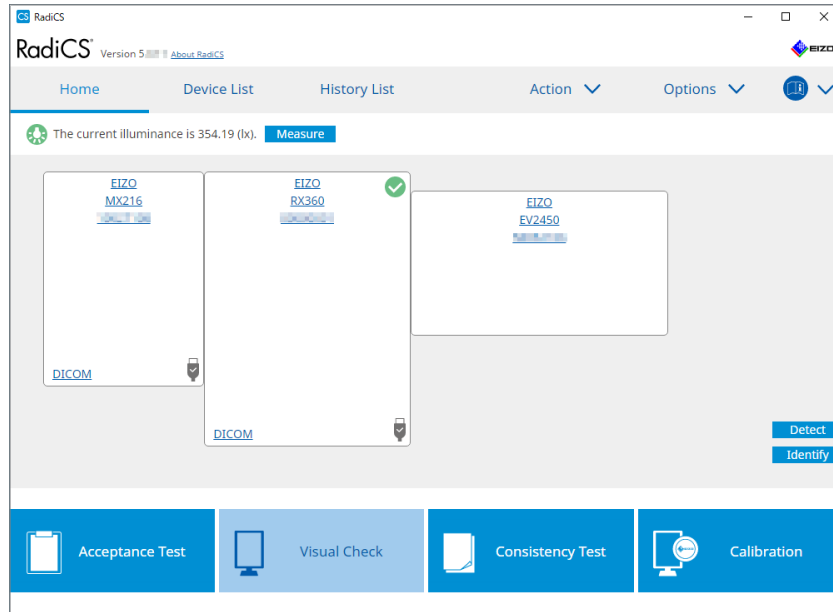 CS RadiCS
RadiCS® Version 5 About RadiCS EIZO
Home Device List History List Action Options
The current illuminance is 354.19 (lx). Measure
EIZO EIZO
MX216 RX360
EIZO
EV2450
DICOM
DICOM
Detect
Identify
Acceptance Test Visual Check Consistency Test Calibration